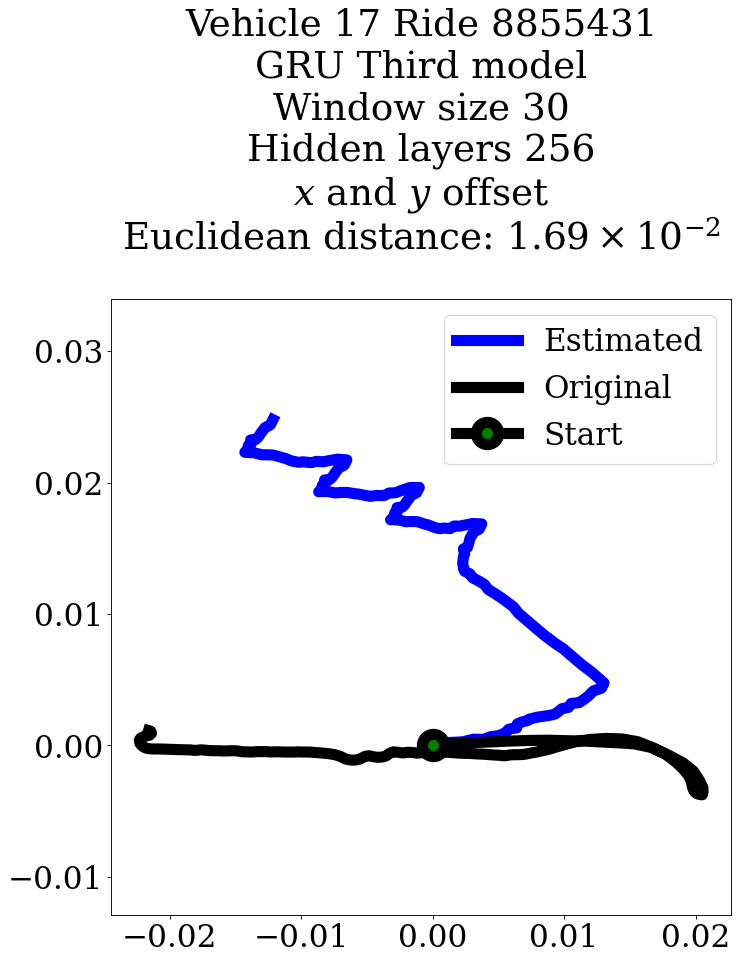 Vehicle 17 Ride 8855431
GRU Third model
Window size 30
Hidden layers 256
x and y offset
Euclidean distance: 1.69 × 10⁻²
Estimated
Original
Start
0.03
0.02
0.01
0.00
−0.01
−0.02
−0.01
0.00
0.01
0.02